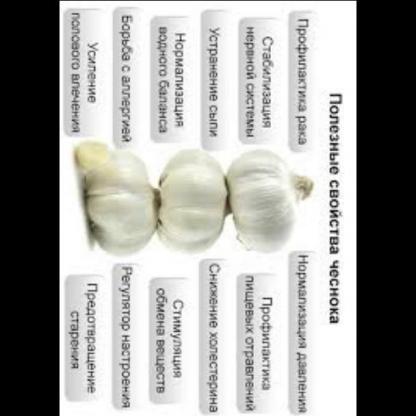 Полезные свойства чеснока
Профилактика рака
Стабилизация
нервной системы
Устранение сыпи
Нормализация
водного баланса
Борьба с аллергией
Усиление
полового влечения
Нормализация давления
Профилактика
пищевых отравлений
Снижение холестерина
Стимуляция
обмена веществ
Регулятор настроения
Предотвращение
старения